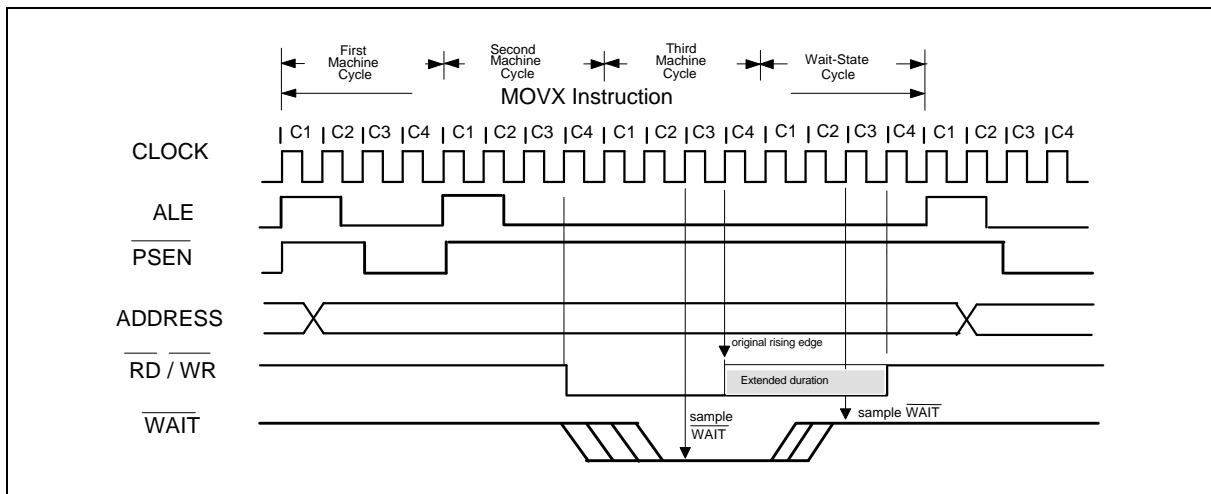 First Machine Cycle
Second Machine Cycle
Third Machine Cycle
Wait-State Cycle
MOVX Instruction
C1 C2 C3 C4 C1 C2 C3 C4 C1 C2 C3 C4 C1 C2 C3 C4 C1 C2 C3 C4
CLOCK
ALE
PSEN
ADDRESS
original rising edge
RD / WR
Extended duration
sample WAIT
sample WAIT
WAIT